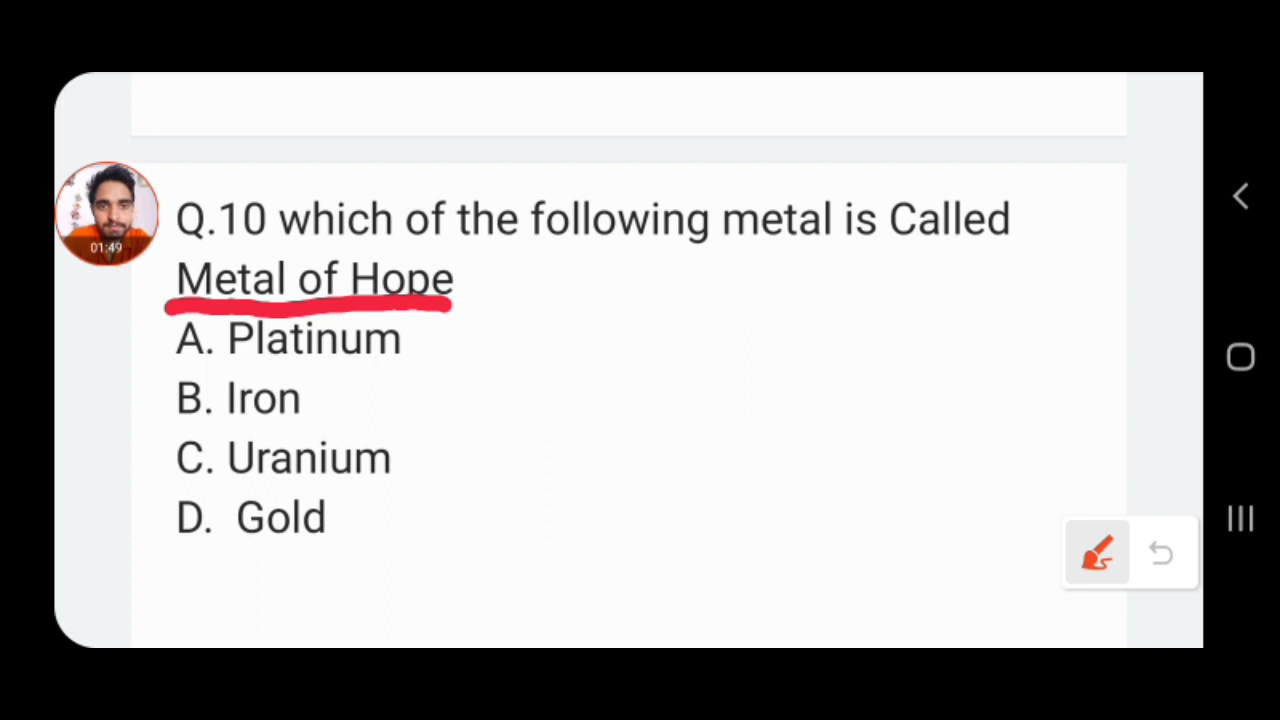 Q.10 which of the following metal is Called
Metal of Hope
A. Platinum
B. Iron
C. Uranium
D. Gold
01:49